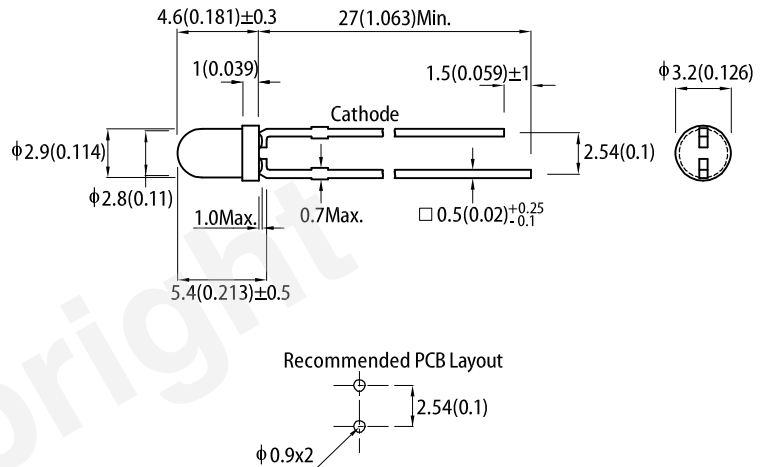 4.6(0.181)±0.3
27(1.063)Min.
1(0.039)
1.5(0.059)±1
ϕ3.2(0.126)
Cathode
ϕ2.9(0.114)
2.54(0.1)
ϕ2.8(0.11)
1.0Max.
0.7Max.
□ 0.5(0.02)+0.25 -0.1
5.4(0.213)±0.5
bright
Recommended PCB Layout
2.54(0.1)
ϕ0.9x2